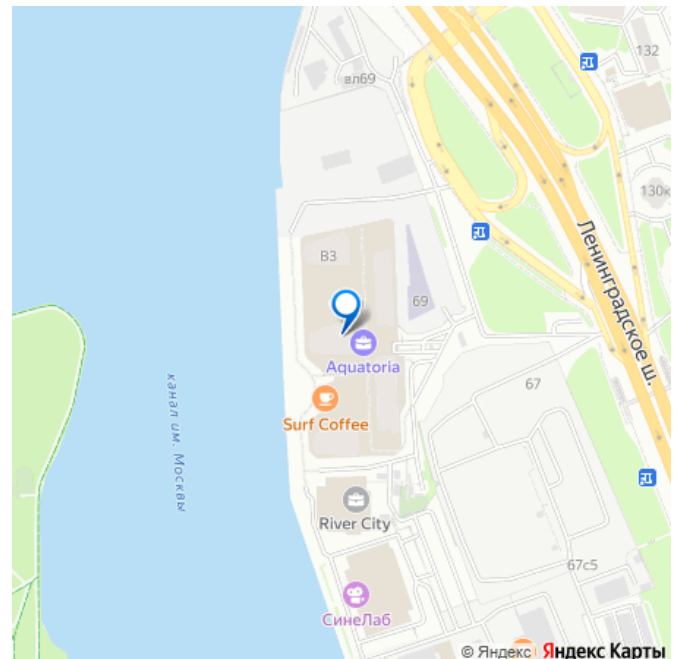 132
вл69
130к
Ленинградское ш.
В3
69
Aquatoria
67
канал им. Москвы
Surf Coffee
River City
67с5
СинеЛаб
© Яндекс Яндекс Карты